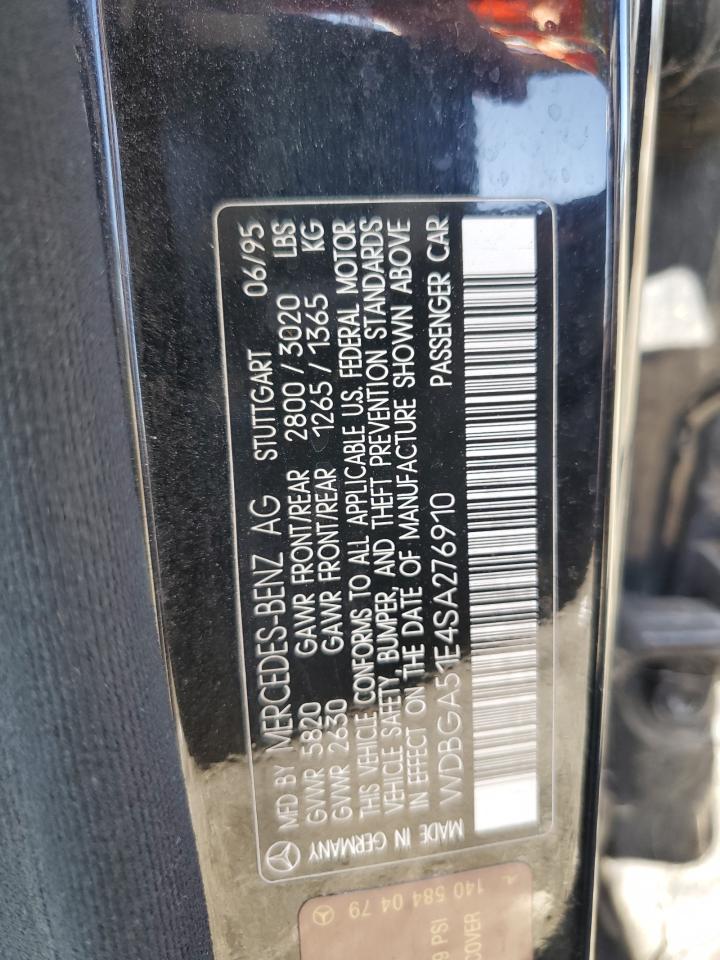 MFD BY MERCEDES-BENZ AG STUTTGART 06/95
GVWR 5820 GAWR FRONT/REAR 2800 / 3020 LBS
GVWR 2630 GAWR FRONT/REAR 1265 / 1365 KG
THIS VEHICLE CONFORMS TO ALL APPLICABLE U.S. FEDERAL MOTOR
VEHICLE SAFETY, BUMPER, AND THEFT PREVENTION STANDARDS
IN EFFECT ON THE DATE OF MANUFACTURE SHOWN ABOVE
WDBGA51E4SA276910 PASSENGER CAR
MADE IN GERMANY
140 584 04 79
PSI
COVER